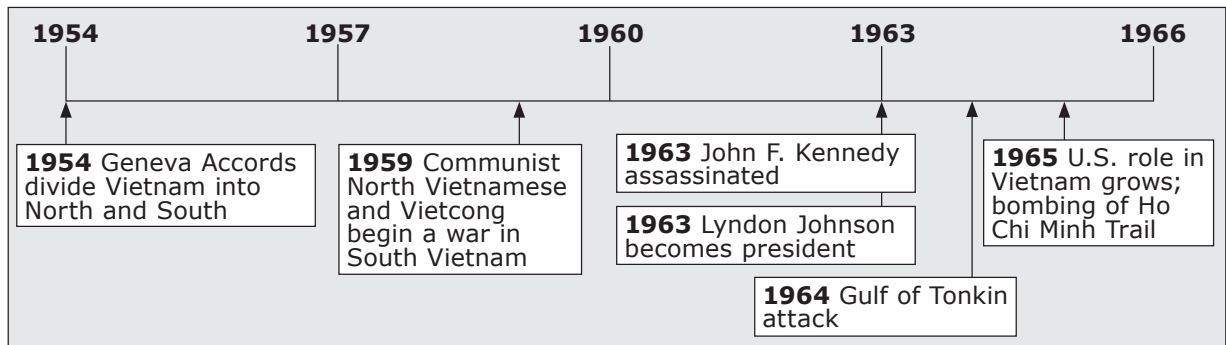 1954 1957 1960 1963 1966
1954 Geneva Accords
divide Vietnam into
North and South
1959 Communist
North Vietnamese
and Vietcong
begin a war in
South Vietnam
1963 John F. Kennedy
assassinated
1963 Lyndon Johnson
becomes president
1964 Gulf of Tonkin
attack
1965 U.S. role in
Vietnam grows;
bombing of Ho
Chi Minh Trail